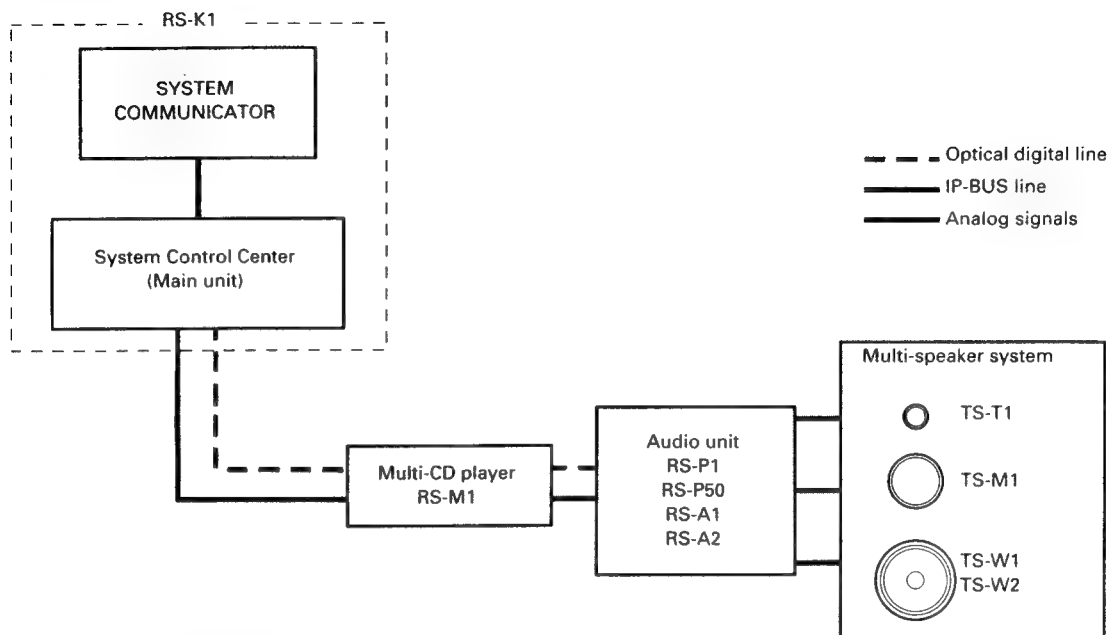 RS-K1
SYSTEM
COMMUNICATOR
System Control Center
(Main unit)
Optical digital line
IP-BUS line
Analog signals
Multi-CD player
RS-M1
Audio unit
RS-P1
RS-P50
RS-A1
RS-A2
Multi-speaker system
TS-T1
TS-M1
TS-W1
TS-W2